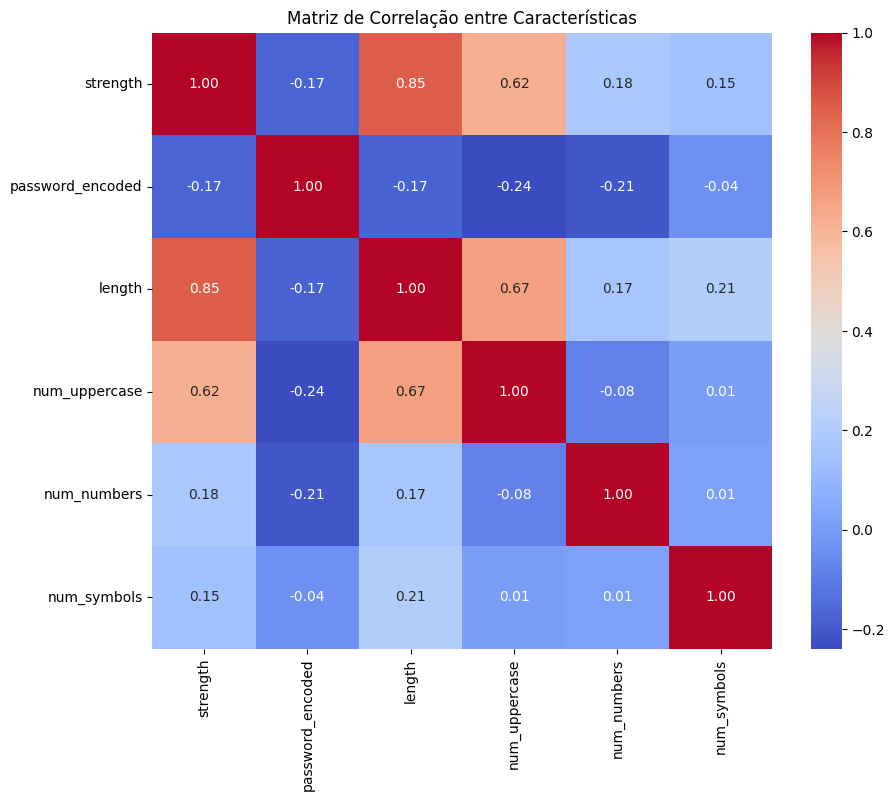 Matriz de Correlação entre Características
strength 1.00 -0.17 0.85 0.62 0.18 0.15
password_encoded -0.17 1.00 -0.17 -0.24 -0.21 -0.04
length 0.85 -0.17 1.00 0.67 0.17 0.21
num_uppercase 0.62 -0.24 0.67 1.00 -0.08 0.01
num_numbers 0.18 -0.21 0.17 -0.08 1.00 0.01
num_symbols 0.15 -0.04 0.21 0.01 0.01 1.00
strength
password_encoded
length
num_uppercase
num_numbers
num_symbols
1.0
0.8
0.6
0.4
0.2
0.0
−0.2